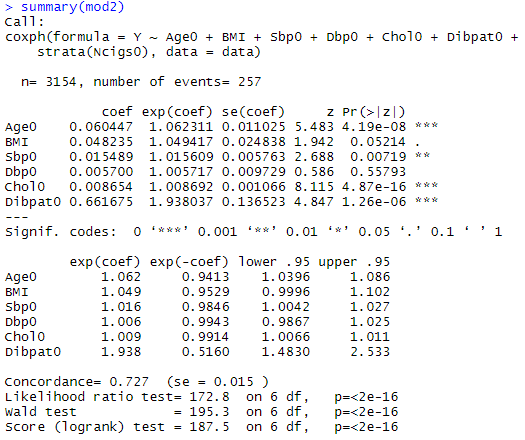 > summary(mod2)
Call:
coxph(formula = Y ~ Age0 + BMI + Sbp0 + Dbp0 + Chol0 + Dibpat0 +
    strata(Ncigs0), data = data)

  n= 3154, number of events= 257

            coef exp(coef) se(coef)     z Pr(>|z|)
Age0    0.060447  1.062311 0.011025 5.483 4.19e-08 ***
BMI     0.048235  1.049417 0.024838 1.942  0.05214 .
Sbp0    0.015489  1.015609 0.005763 2.688  0.00719 **
Dbp0    0.005700  1.005717 0.009729 0.586  0.55793
Chol0   0.008654  1.008692 0.001066 8.115 4.87e-16 ***
Dibpat0 0.661675  1.938037 0.136523 4.847 1.26e-06 ***
---
Signif. codes:  0 ‘***’ 0.001 ‘**’ 0.01 ‘*’ 0.05 ‘.’ 0.1 ‘ ’ 1

        exp(coef) exp(-coef) lower .95 upper .95
Age0        1.062     0.9413    1.0396     1.086
BMI         1.049     0.9529    0.9996     1.102
Sbp0        1.016     0.9846    1.0042     1.027
Dbp0        1.006     0.9943    0.9867     1.025
Chol0       1.009     0.9914    1.0066     1.011
Dibpat0     1.938     0.5160    1.4830     2.533

Concordance= 0.727  (se = 0.015 )
Likelihood ratio test= 172.8  on 6 df,   p=<2e-16
Wald test            = 195.3  on 6 df,   p=<2e-16
Score (logrank) test = 187.5  on 6 df,   p=<2e-16